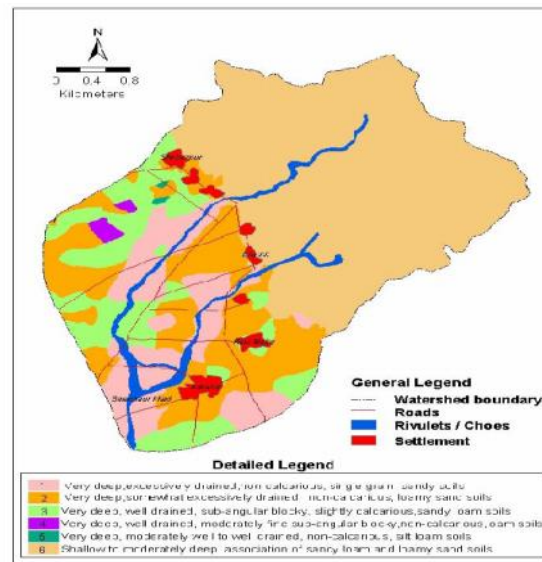 N
0 0.4 0.8
Kilometers
General Legend
Watershed boundary
Roads
Rivulets / Choes
Settlement
Detailed Legend
1 Very deep,excessively drained,non calcarious, single grain, sandy soils
2 Very deep,somewhat excessively drained, non-calcarious, loamy sand soils
3 Very deep, well drained, sub-angular blocky, slightly calcarious,sandy loam soils
4 Very deep, well drained, moderately fine sub-angular blocky,non-calcarious,loam soils
5 Very deep, moderately well to well drained, non-calcarious, silt loam soils
6 Shallow to moderately deep, association of sandy loam and loamy sand soils